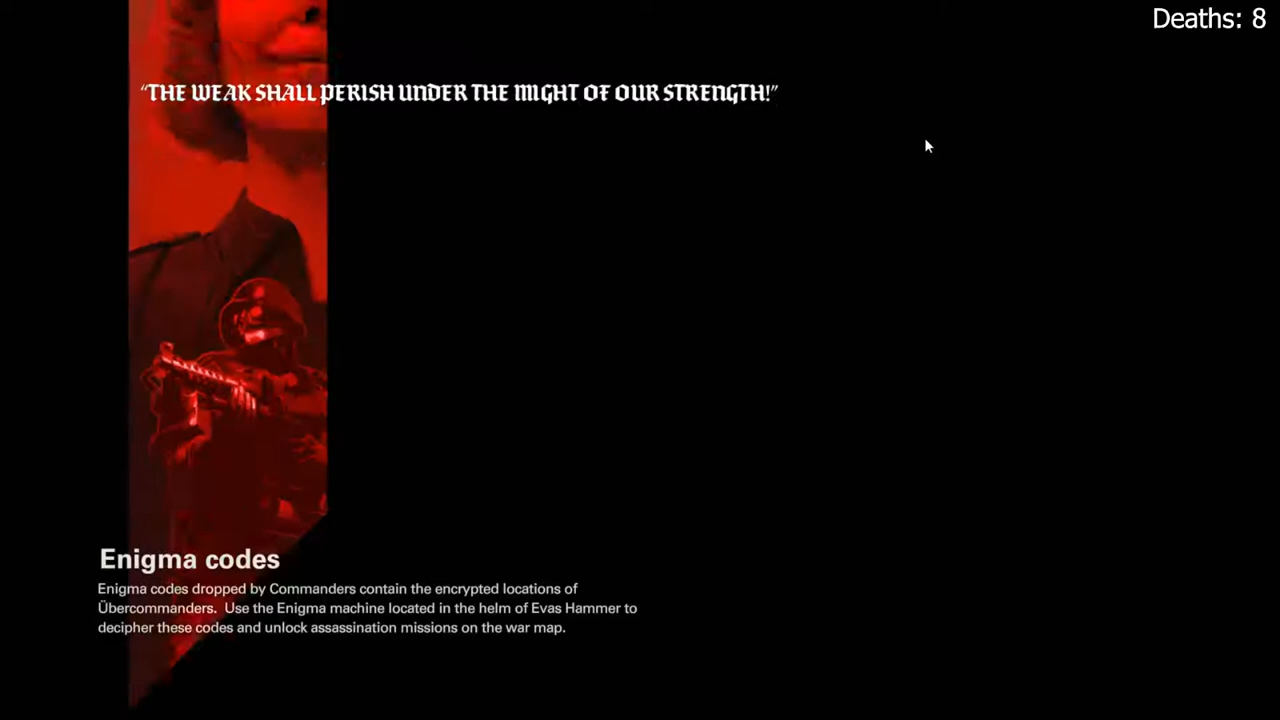 Deaths: 8
“THE WEAK SHALL PERISH UNDER THE MIGHT OF OUR STRENGTH!”
Enigma codes
Enigma codes dropped by Commanders contain the encrypted locations of
Übercommanders.  Use the Enigma machine located in the helm of Evas Hammer to
decipher these codes and unlock assassination missions on the war map.